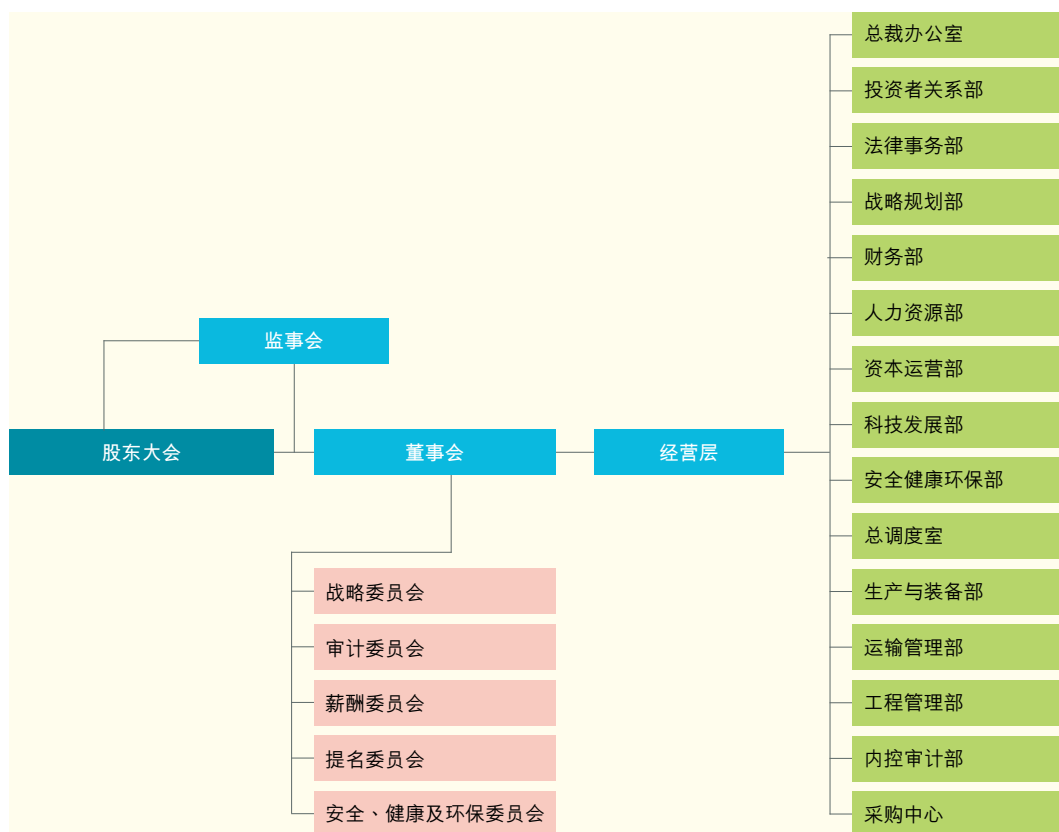 监事会
股东大会
董事会
经营层
战略委员会
审计委员会
薪酬委员会
提名委员会
安全、健康及环保委员会
总裁办公室
投资者关系部
法律事务部
战略规划部
财务部
人力资源部
资本运营部
科技发展部
安全健康环保部
总调度室
生产与装备部
运输管理部
工程管理部
内控审计部
采购中心